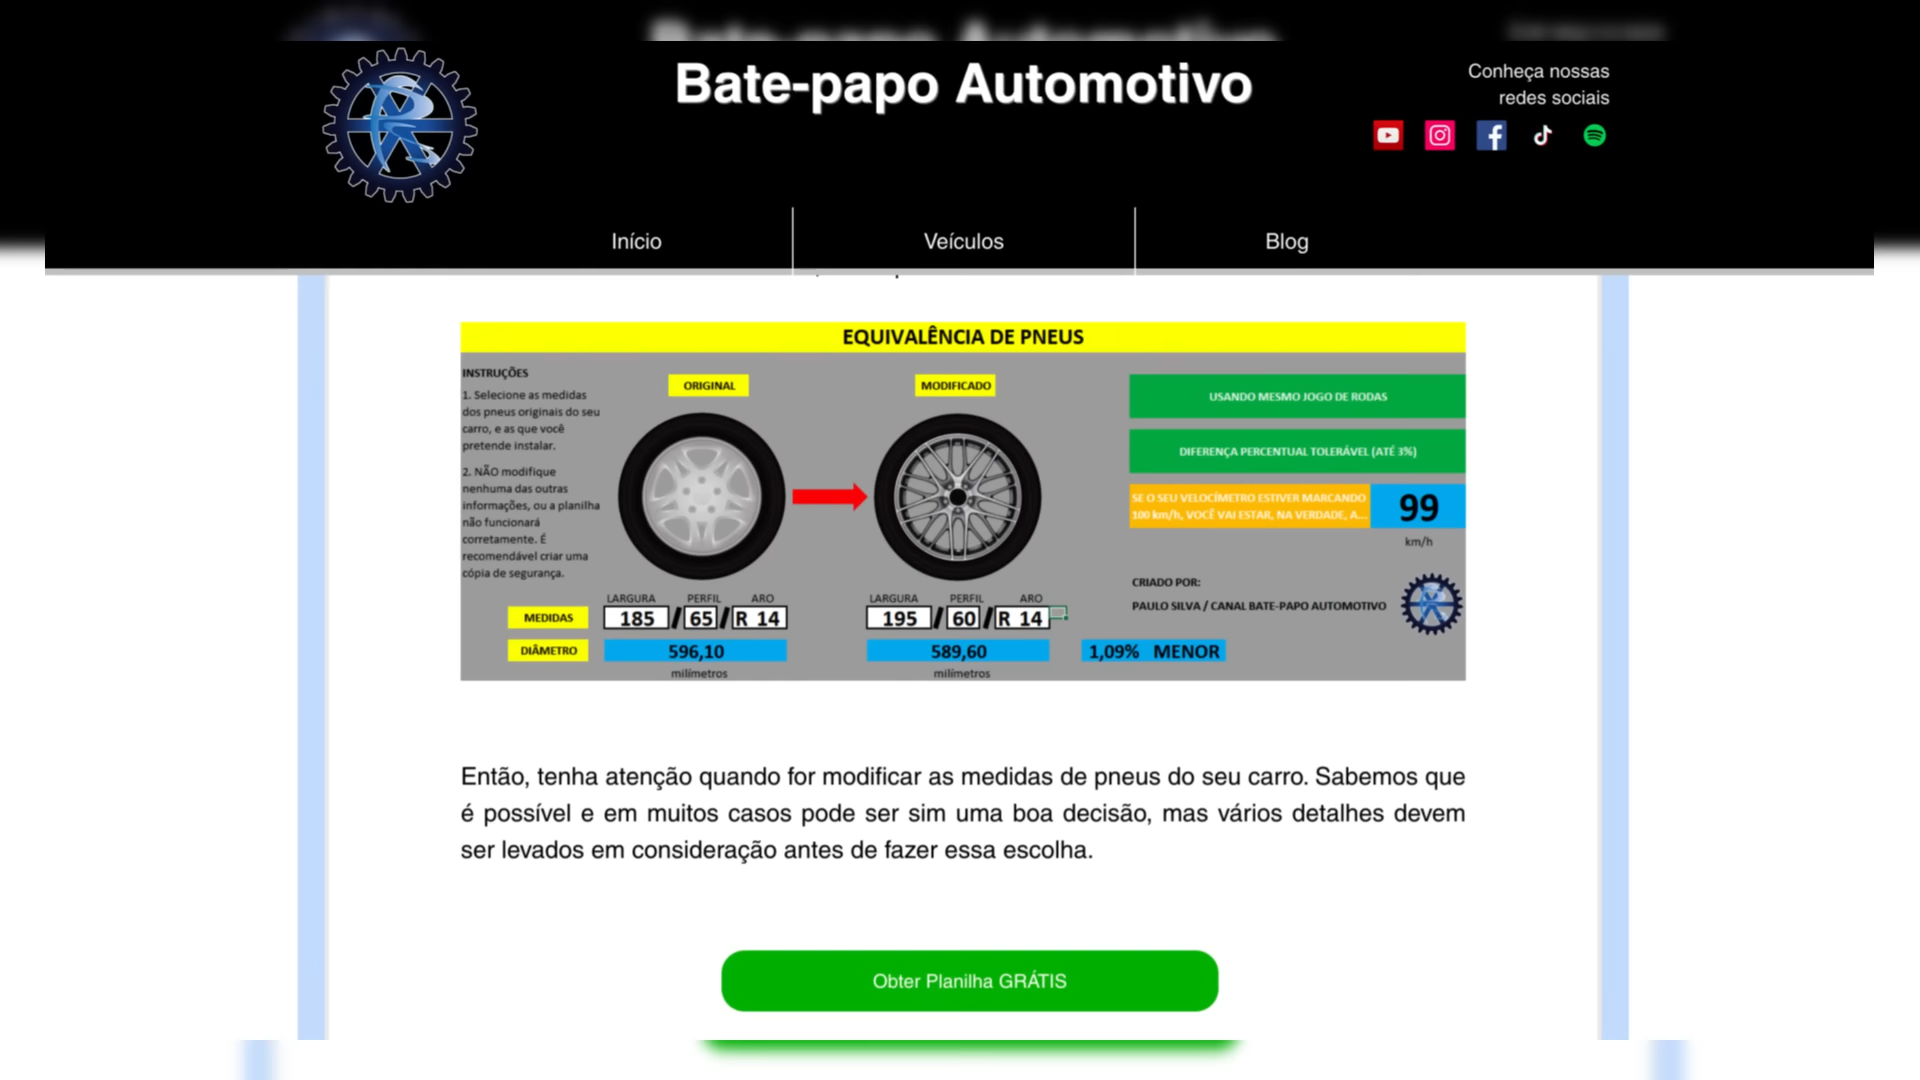 Bate-papo Automotivo
Conheça nossas
redes sociais
Início
Veículos
Blog
EQUIVALÊNCIA DE PNEUS
INSTRUÇÕES
1. Selecione as medidas
dos pneus originais do seu
carro, e as que você
pretende instalar.
2. NÃO modifique
nenhuma das outras
informações, ou a planilha
não funcionará
corretamente. É
recomendável criar uma
cópia de segurança.
ORIGINAL
MODIFICADO
USANDO MESMO JOGO DE RODAS
DIFERENÇA PERCENTUAL TOLERÁVEL (ATÉ 3%)
SE O SEU VELOCÍMETRO ESTIVER MARCANDO
100 km/h, VOCÊ VAI ESTAR, NA VERDADE, A...
99
km/h
CRIADO POR:
PAULO SILVA / CANAL BATE-PAPO AUTOMOTIVO
LARGURA PERFIL ARO
LARGURA PERFIL ARO
MEDIDAS
185 / 65 / R 14
195 / 60 / R 14
DIÂMETRO
596,10
589,60
1,09% MENOR
milímetros
milímetros
Então, tenha atenção quando for modificar as medidas de pneus do seu carro. Sabemos que
é possível e em muitos casos pode ser sim uma boa decisão, mas vários detalhes devem
ser levados em consideração antes de fazer essa escolha.
Obter Planilha GRÁTIS